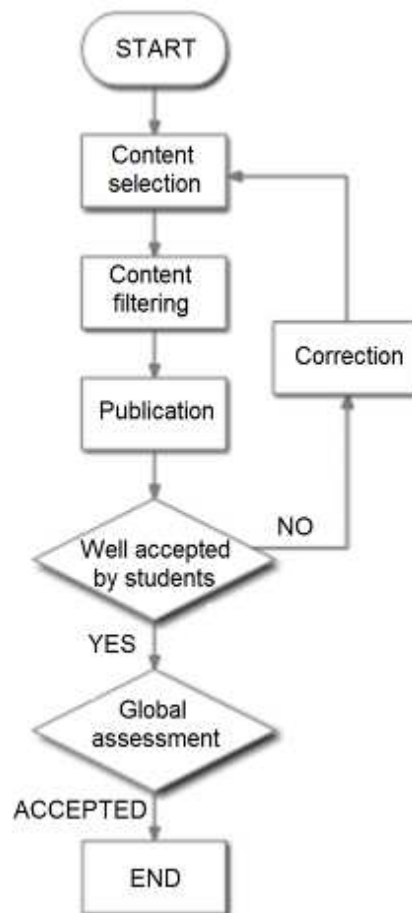 START
Content
selection
Content
filtering
Correction
Publication
NO
Well accepted
by students
YES
Global
assessment
ACCEPTED
END